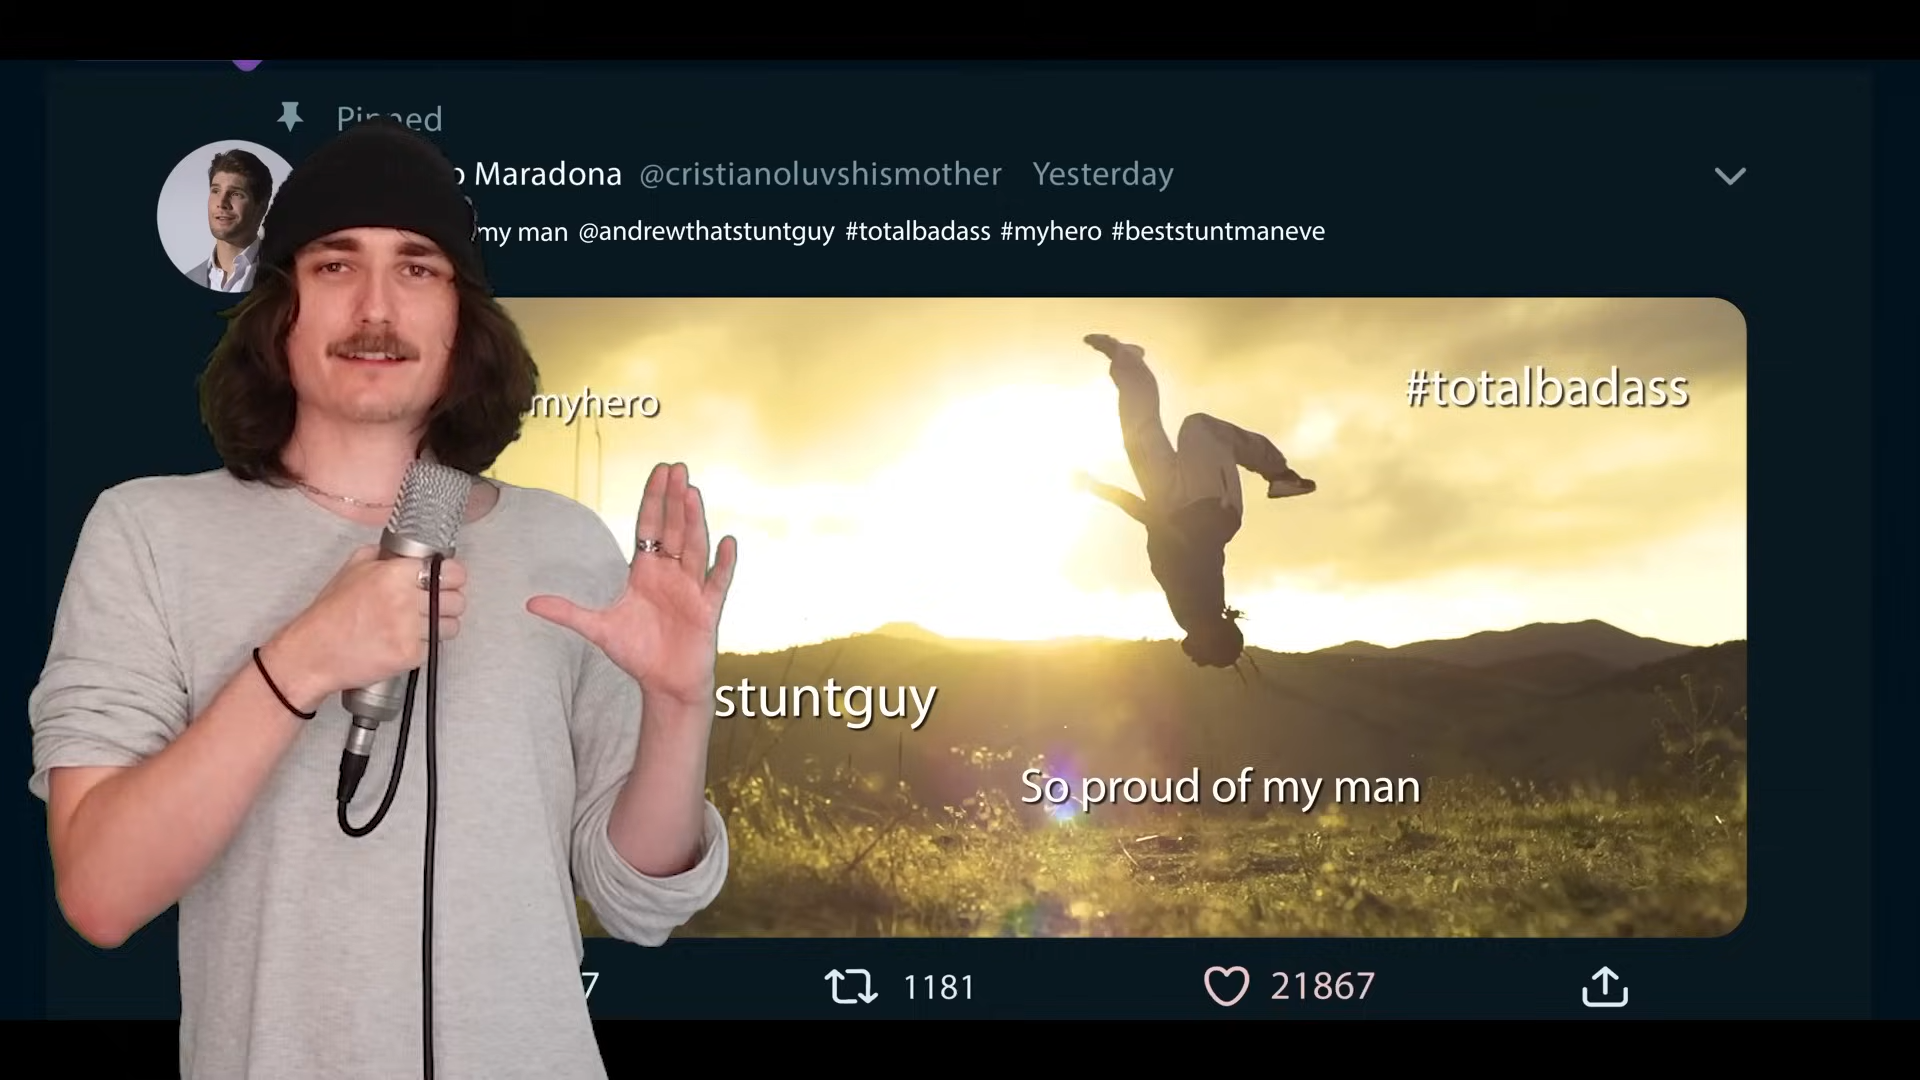 Pinned
Maradona @cristianoluvshismother Yesterday
my man @andrewthatstuntguy #totalbadass #myhero #beststuntmaneve
#totalbadass
myhero
stuntguy
So proud of my man
7 1181 21867